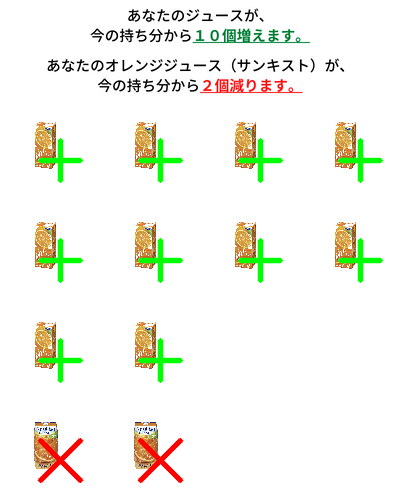 あなたのジュースが、
今の持ち分から１０個増えます。
あなたのオレンジジュース（サンキスト）が、
今の持ち分から２個減ります。